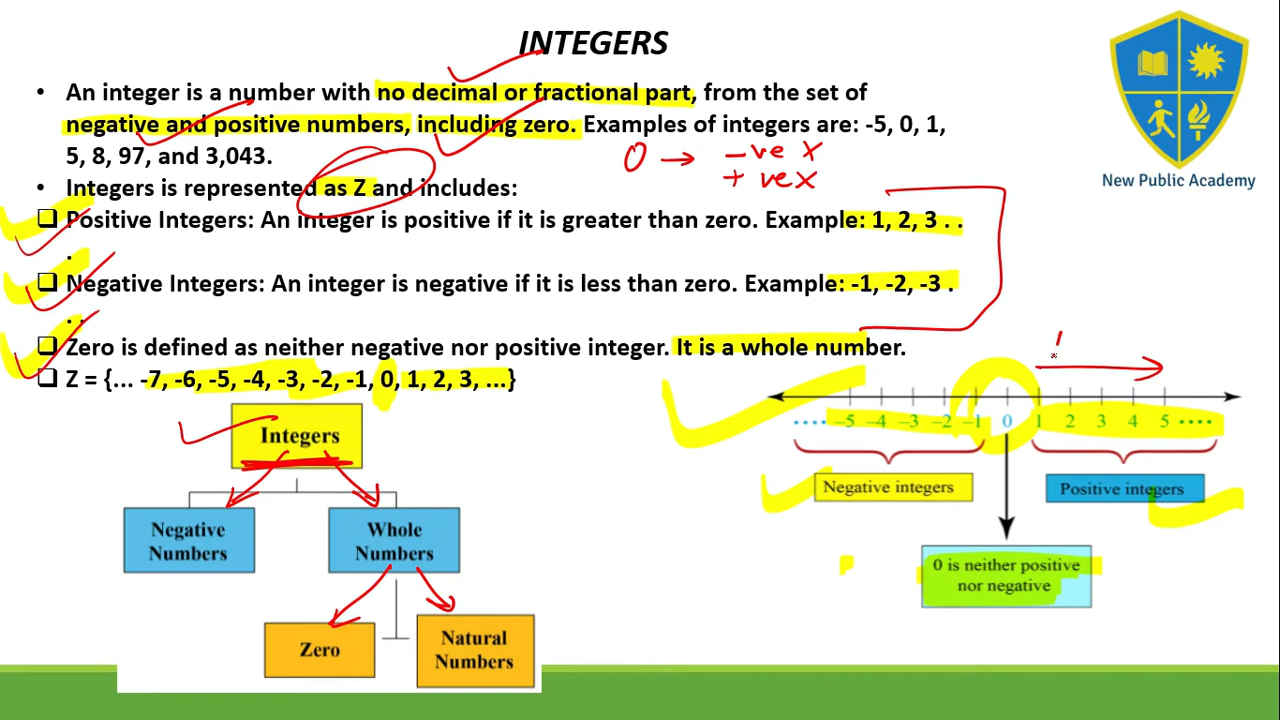 INTEGERS
• An integer is a number with no decimal or fractional part, from the set of
negative and positive numbers, including zero. Examples of integers are: -5, 0, 1,
5, 8, 97, and 3,043.
0 → -ve X
+ ve X
• Integers is represented as Z and includes:
❑ Positive Integers: An integer is positive if it is greater than zero. Example: 1, 2, 3 . .
.
❑ Negative Integers: An integer is negative if it is less than zero. Example: -1, -2, -3 .
. .
❑ Zero is defined as neither negative nor positive integer. It is a whole number.
❑ Z = {... -7, -6, -5, -4, -3, -2, -1, 0, 1, 2, 3, ...}
New Public Academy
Integers
Negative
Numbers
Whole
Numbers
Zero
Natural
Numbers
.... –5 –4 –3 –2 –1 0 1 2 3 4 5 ....
Negative integers
Positive integers
0 is neither positive
nor negative